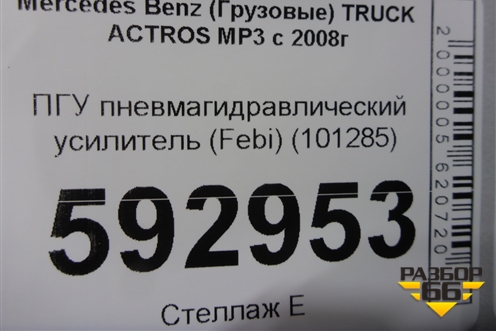 Mercedes Benz (Грузовые) TRUCK
ACTROS MP3 с 2008г
ПГУ пневмагидравлический
усилитель (Febi) (101285)
592953
Стеллаж Е
2000005620720
РАЗБОР
66